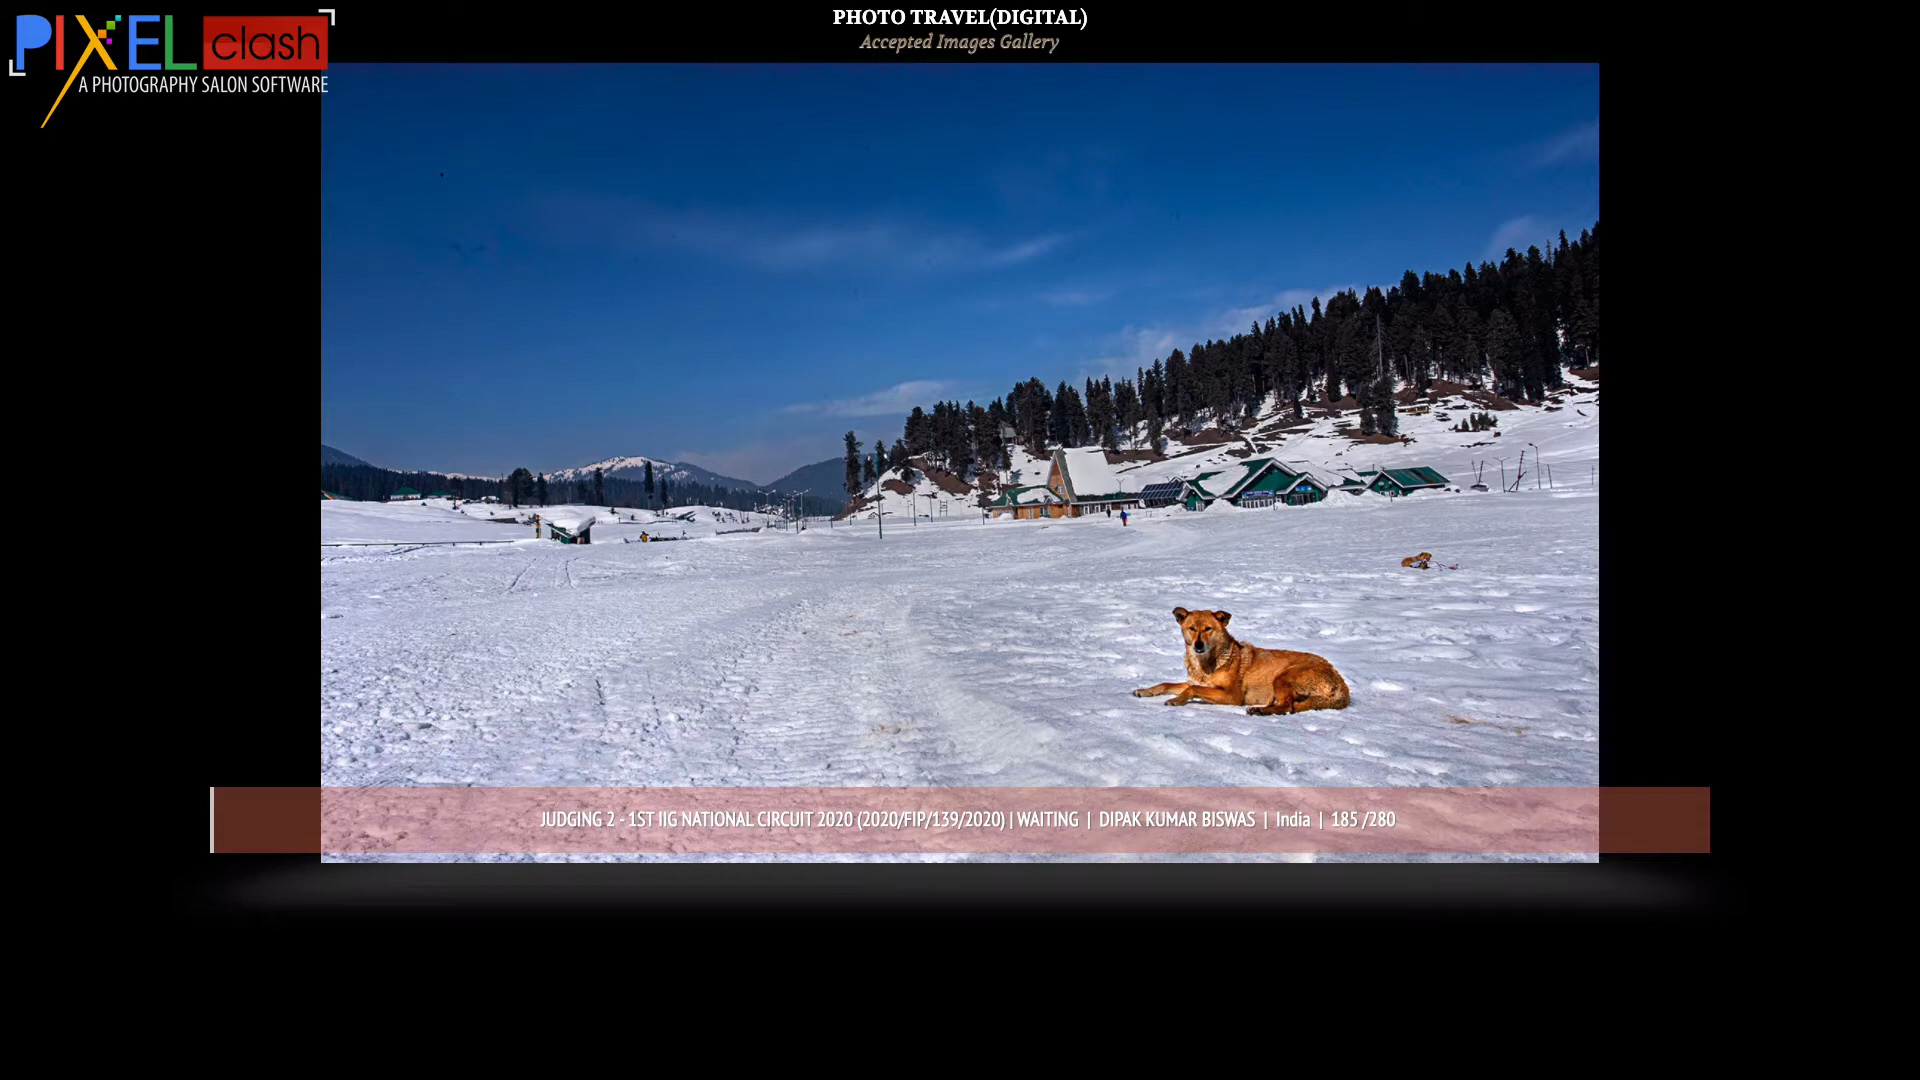 PIXEL clash
A PHOTOGRAPHY SALON SOFTWARE
PHOTO TRAVEL(DIGITAL)
Accepted Images Gallery
JUDGING 2 - 1ST IIG NATIONAL CIRCUIT 2020 (2020/FIP/139/2020) | WAITING | DIPAK KUMAR BISWAS | India | 185 /280